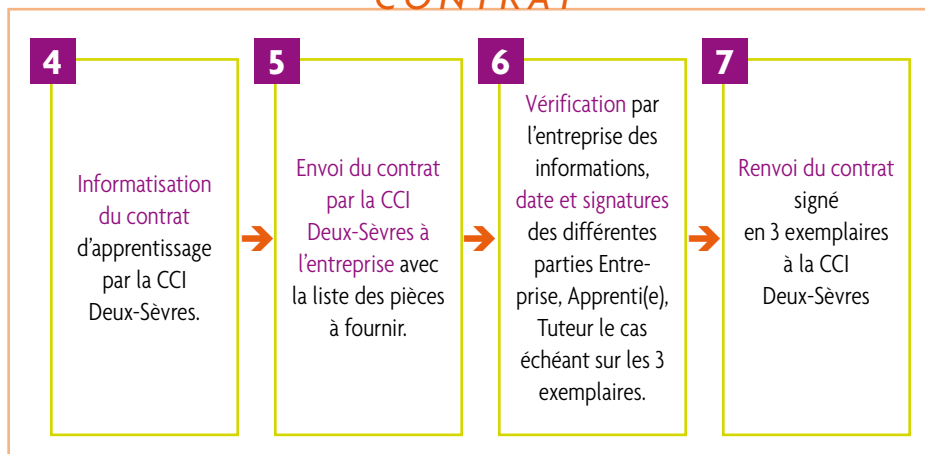 CONTRAT
4
Informatisation
du contrat
d'apprentissage
par la CCI
Deux-Sèvres.
5
Envoi du contrat
par la CCI
Deux-Sèvres à
l'entreprise avec
la liste des pièces
à fournir.
6
Vérification par
l'entreprise des
informations,
date et signatures
des différentes
parties Entre-
prise, Apprenti(e),
Tuteur le cas
échéant sur les 3
exemplaires.
7
Renvoi du contrat
signé
en 3 exemplaires
à la CCI
Deux-Sèvres